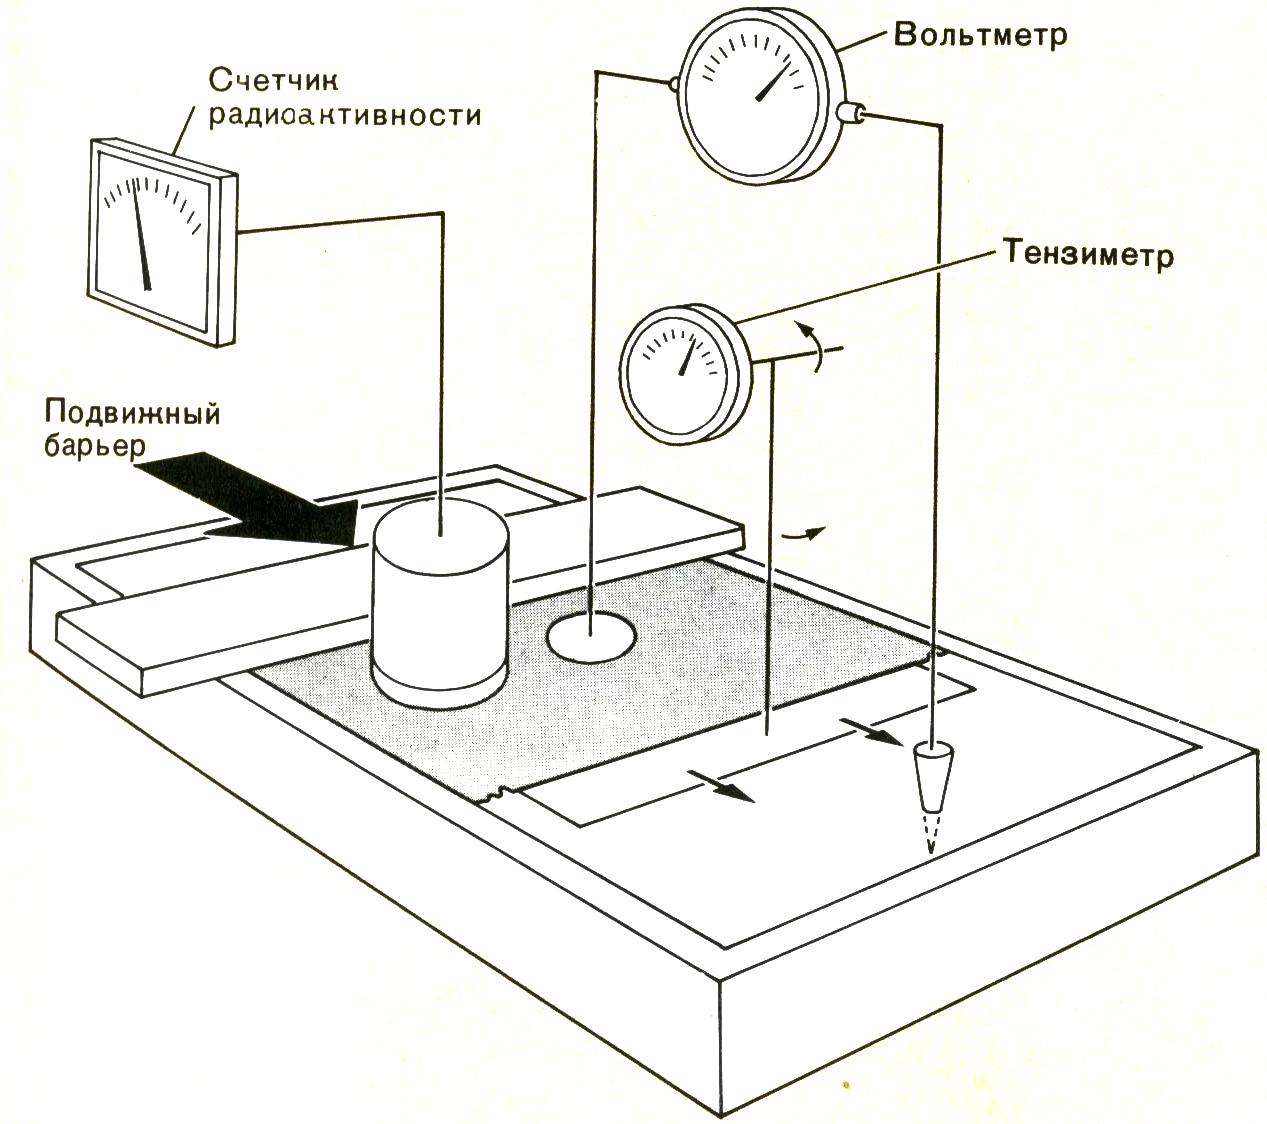 Вольтметр
Счетчик
радиоактивности
Тензиметр
Подвижный
барьер